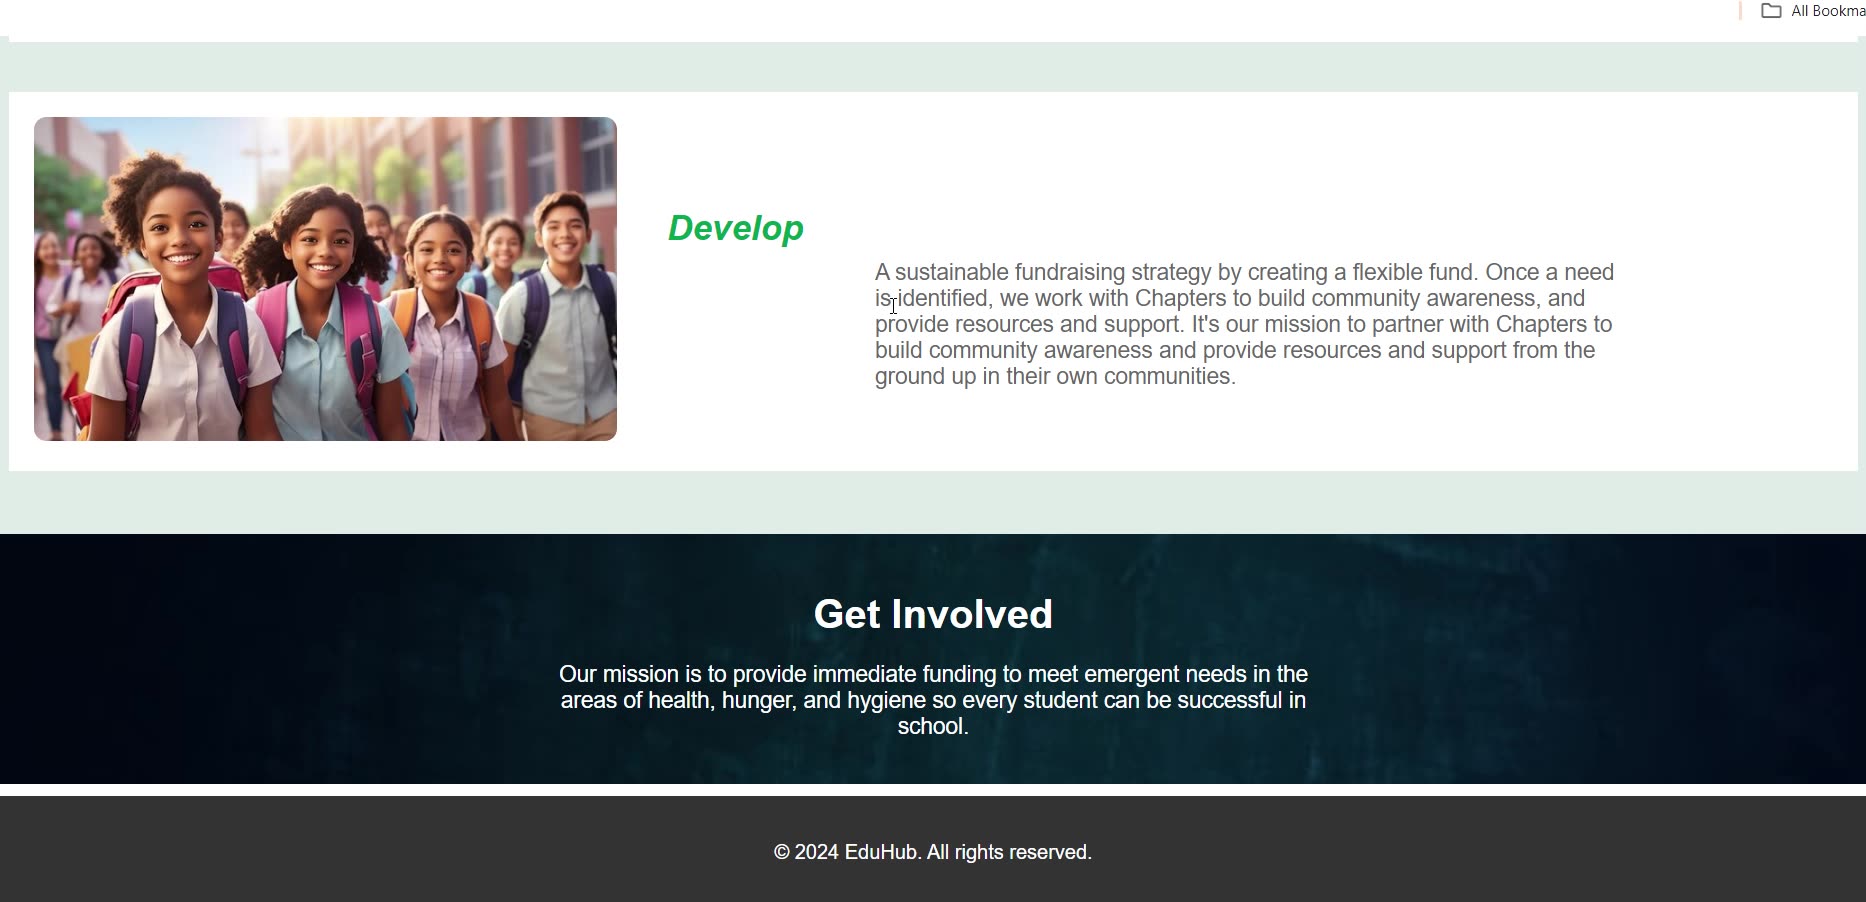 All Bookma
Develop
A sustainable fundraising strategy by creating a flexible fund. Once a need
is identified, we work with Chapters to build community awareness, and
provide resources and support. It's our mission to partner with Chapters to
build community awareness and provide resources and support from the
ground up in their own communities.
Get Involved
Our mission is to provide immediate funding to meet emergent needs in the
areas of health, hunger, and hygiene so every student can be successful in
school.
© 2024 EduHub. All rights reserved.